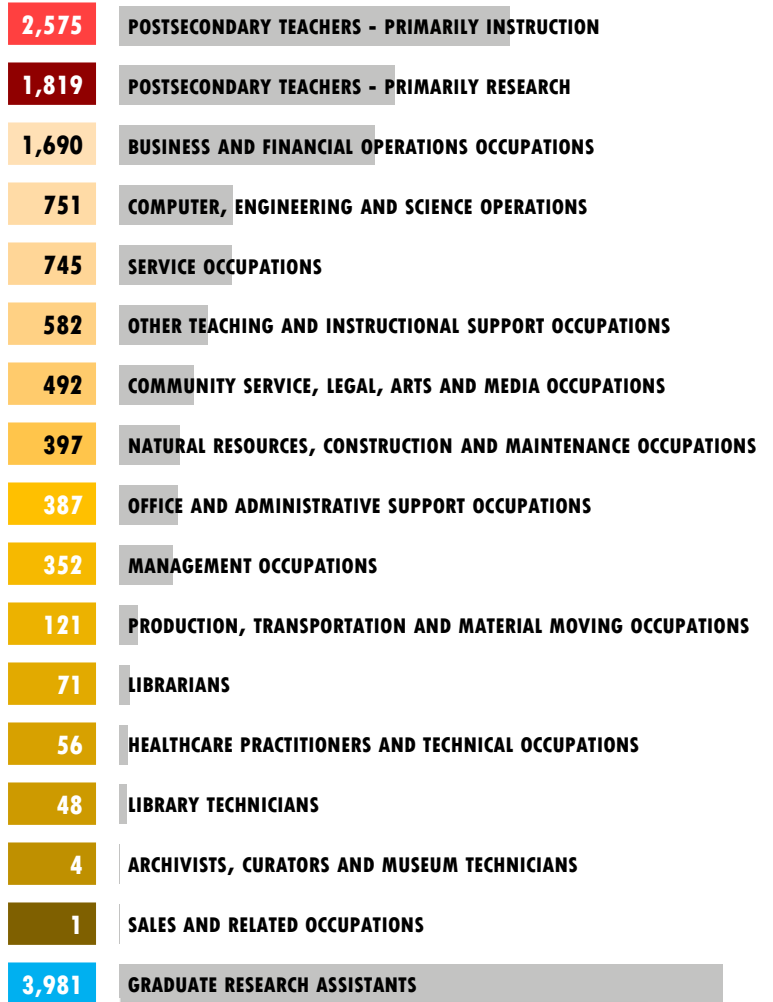 2,575 POSTSECONDARY TEACHERS - PRIMARILY INSTRUCTION
1,819 POSTSECONDARY TEACHERS - PRIMARILY RESEARCH
1,690 BUSINESS AND FINANCIAL OPERATIONS OCCUPATIONS
751 COMPUTER, ENGINEERING AND SCIENCE OPERATIONS
745 SERVICE OCCUPATIONS
582 OTHER TEACHING AND INSTRUCTIONAL SUPPORT OCCUPATIONS
492 COMMUNITY SERVICE, LEGAL, ARTS AND MEDIA OCCUPATIONS
397 NATURAL RESOURCES, CONSTRUCTION AND MAINTENANCE OCCUPATIONS
387 OFFICE AND ADMINISTRATIVE SUPPORT OCCUPATIONS
352 MANAGEMENT OCCUPATIONS
121 PRODUCTION, TRANSPORTATION AND MATERIAL MOVING OCCUPATIONS
71 LIBRARIANS
56 HEALTHCARE PRACTITIONERS AND TECHNICAL OCCUPATIONS
48 LIBRARY TECHNICIANS
4 ARCHIVISTS, CURATORS AND MUSEUM TECHNICIANS
1 SALES AND RELATED OCCUPATIONS
3,981 GRADUATE RESEARCH ASSISTANTS